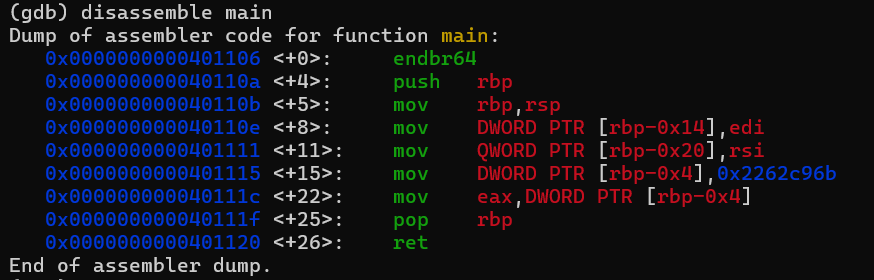 (gdb) disassemble main
Dump of assembler code for function main:
   0x0000000000401106 <+0>:     endbr64
   0x000000000040110a <+4>:     push   rbp
   0x000000000040110b <+5>:     mov    rbp,rsp
   0x000000000040110e <+8>:     mov    DWORD PTR [rbp-0x14],edi
   0x0000000000401111 <+11>:    mov    QWORD PTR [rbp-0x20],rsi
   0x0000000000401115 <+15>:    mov    DWORD PTR [rbp-0x4],0x2262c96b
   0x000000000040111c <+22>:    mov    eax,DWORD PTR [rbp-0x4]
   0x000000000040111f <+25>:    pop    rbp
   0x0000000000401120 <+26>:    ret
End of assembler dump.